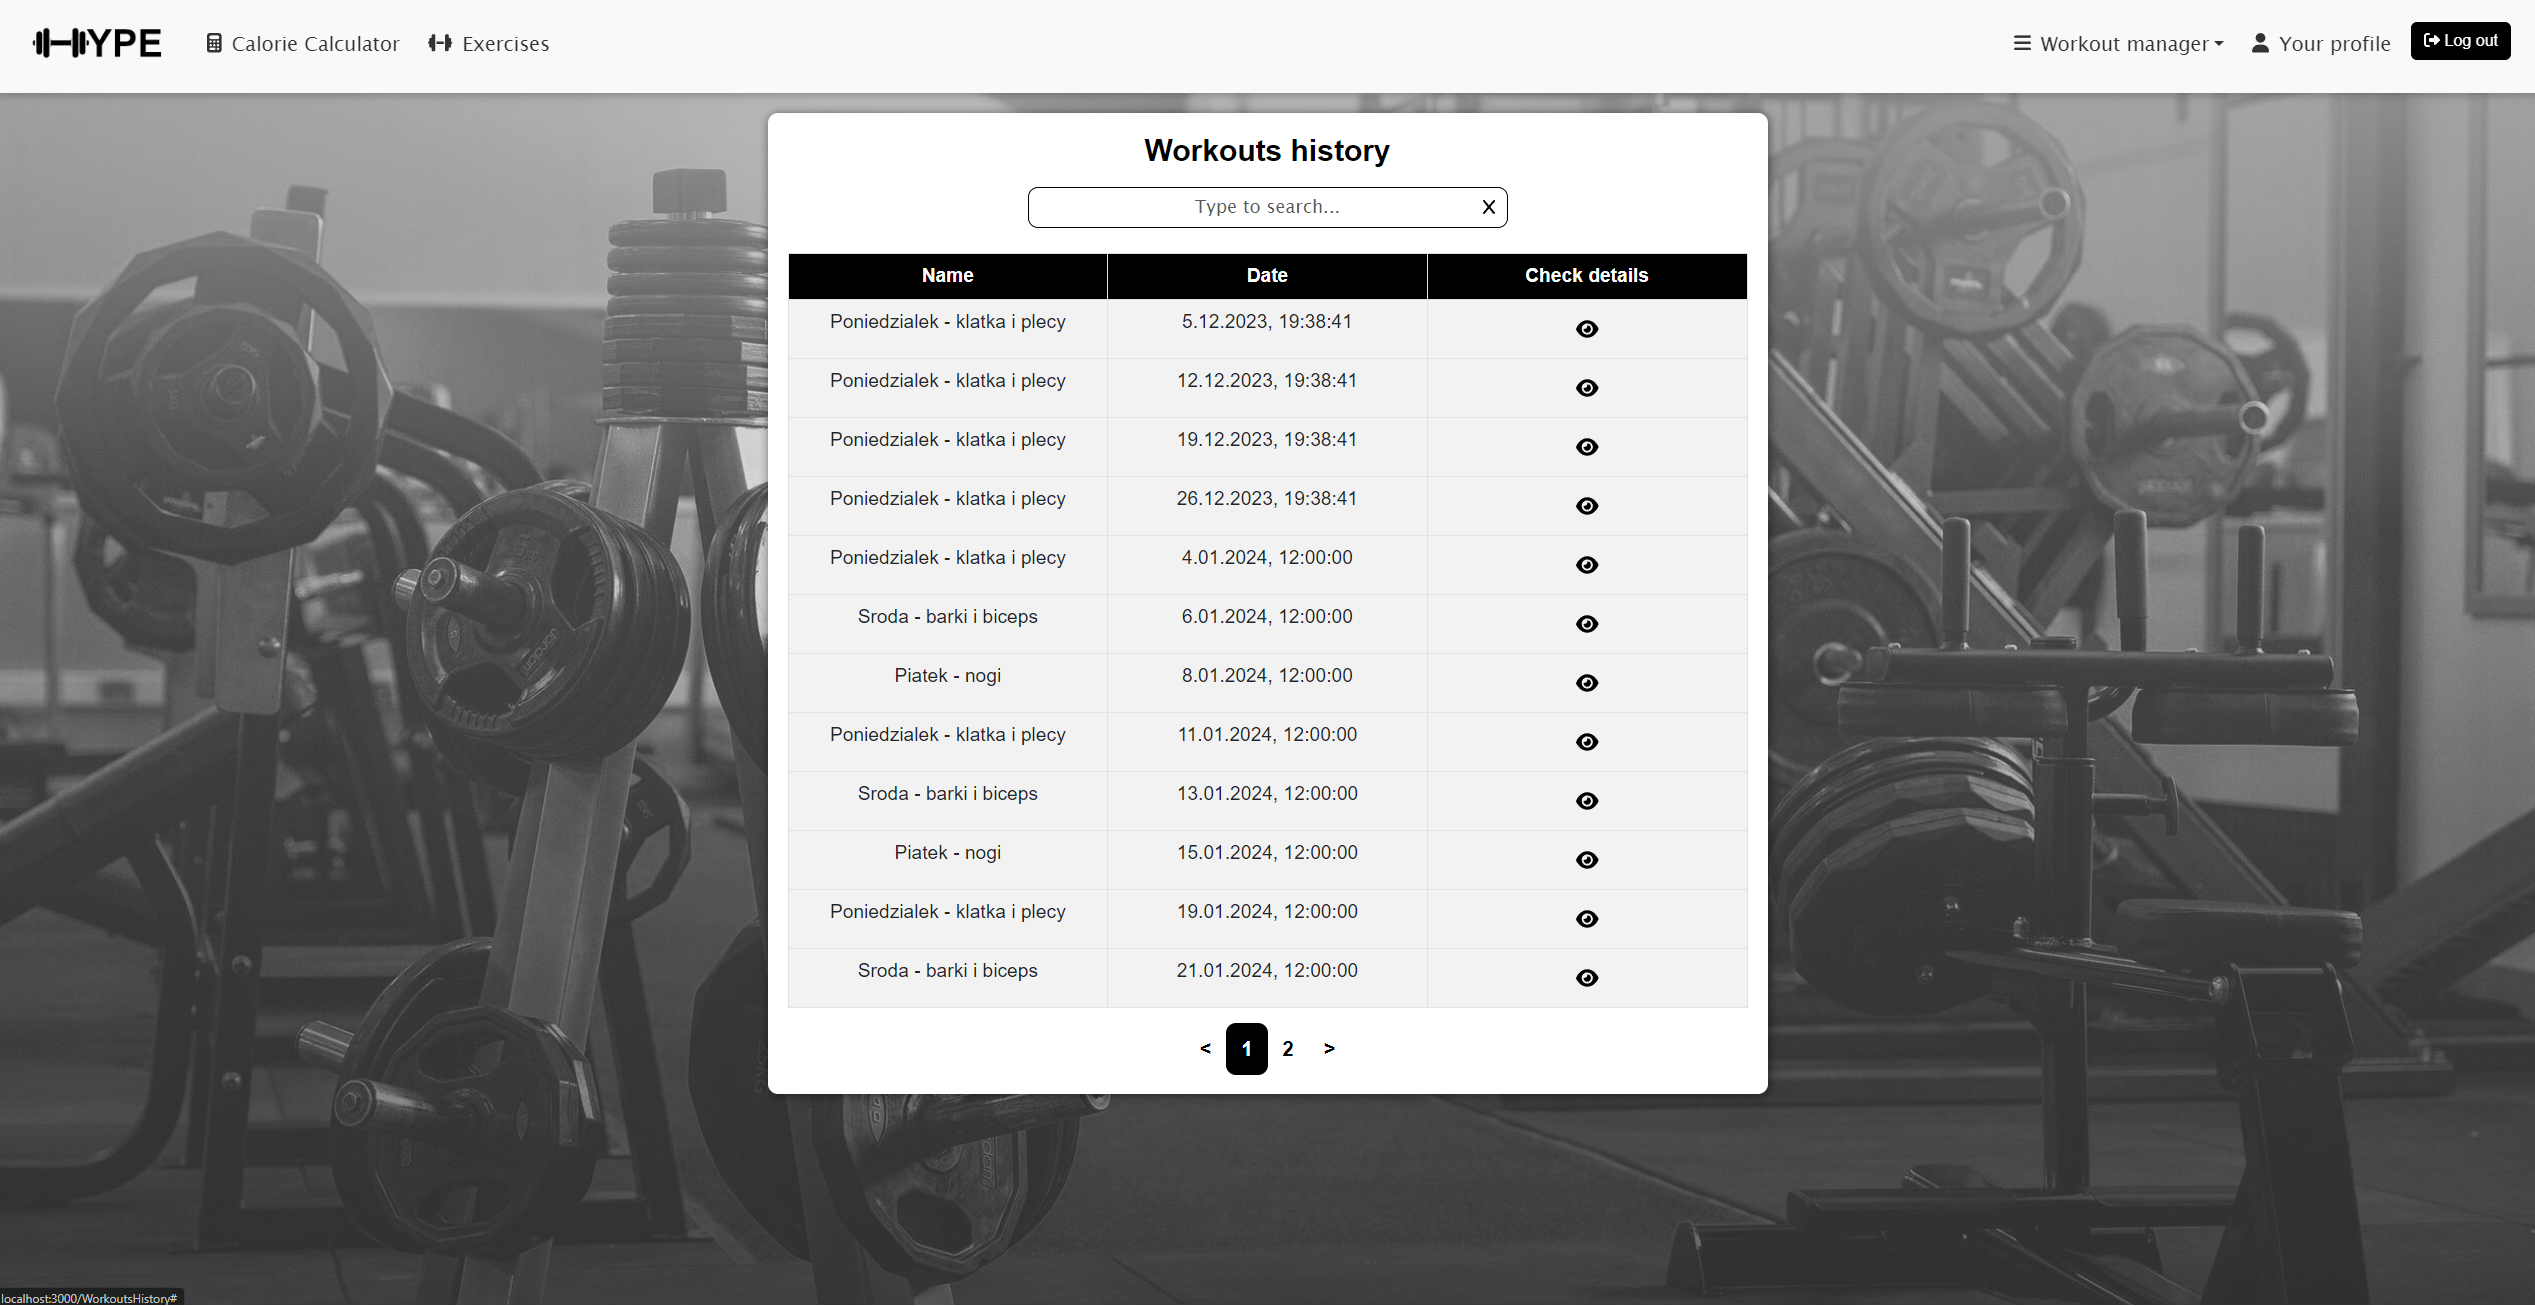 HYPE Calorie Calculator Exercises Workout manager Your profile Log out
Workouts history
Type to search... X
Name Date Check details
Poniedzialek - klatka i plecy 5.12.2023, 19:38:41
Poniedzialek - klatka i plecy 12.12.2023, 19:38:41
Poniedzialek - klatka i plecy 19.12.2023, 19:38:41
Poniedzialek - klatka i plecy 26.12.2023, 19:38:41
Poniedzialek - klatka i plecy 4.01.2024, 12:00:00
Sroda - barki i biceps 6.01.2024, 12:00:00
Piatek - nogi 8.01.2024, 12:00:00
Poniedzialek - klatka i plecy 11.01.2024, 12:00:00
Sroda - barki i biceps 13.01.2024, 12:00:00
Piatek - nogi 15.01.2024, 12:00:00
Poniedzialek - klatka i plecy 19.01.2024, 12:00:00
Sroda - barki i biceps 21.01.2024, 12:00:00
< 1 2 >
localhost:3000/WorkoutsHistory#